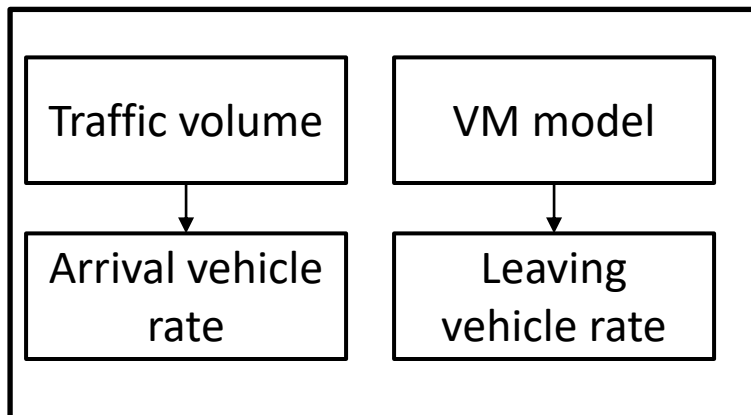 Traffic volume
VM model
Arrival vehicle
rate
Leaving
vehicle rate